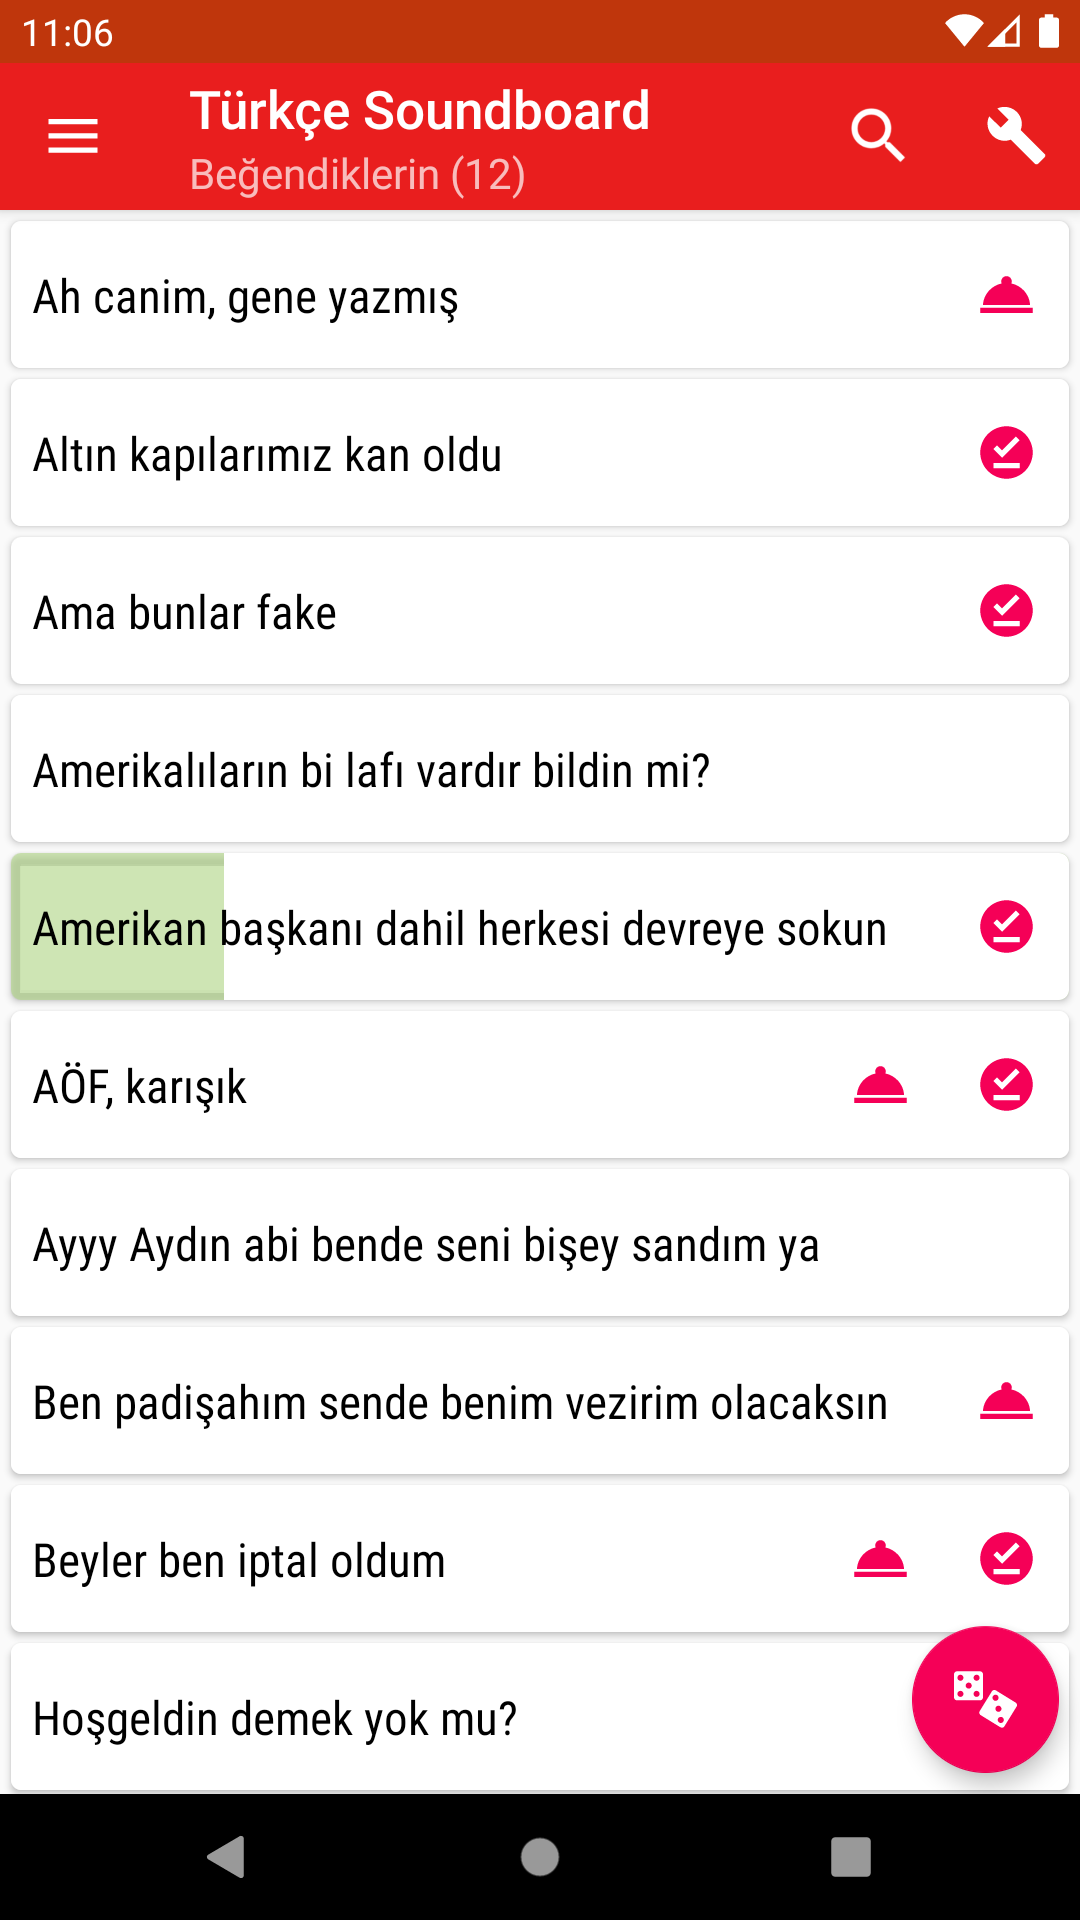 11:06
Türkçe Soundboard
Beğendiklerin (12)
Ah canim, gene yazmış
Altın kapılarımız kan oldu
Ama bunlar fake
Amerikalıların bi lafı vardır bildin mi?
Amerikan başkanı dahil herkesi devreye sokun
AÖF, karışık
Ayyy Aydın abi bende seni bişey sandım ya
Ben padişahım sende benim vezirim olacaksın
Beyler ben iptal oldum
Hoşgeldin demek yok mu?